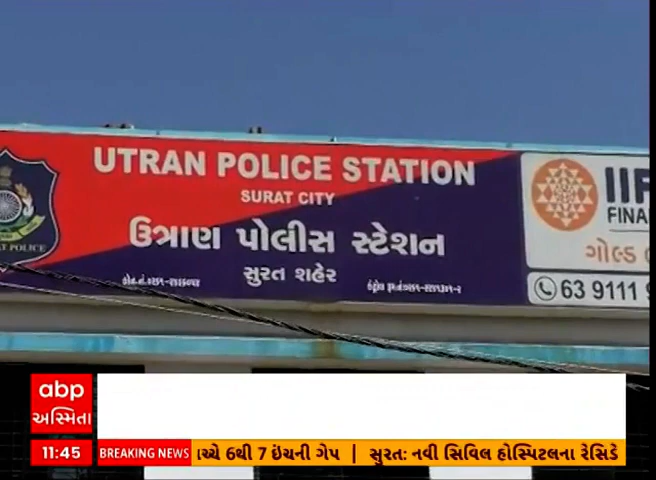 UTRAN POLICE STATION
SURAT CITY
ઉત્રાણ પોલીસ સ્ટેશન
સુરત શહેર
POLICE
IIF
FINA
ગોલ્ડ
63 9111
abp
અસ્મિતા
11:45
BREAKING NEWS
ચ્ચે 6થી 7 ઇંચની ગેપ | સુરત: નવી સિવિલ હોસ્પિટલના રેસિડે